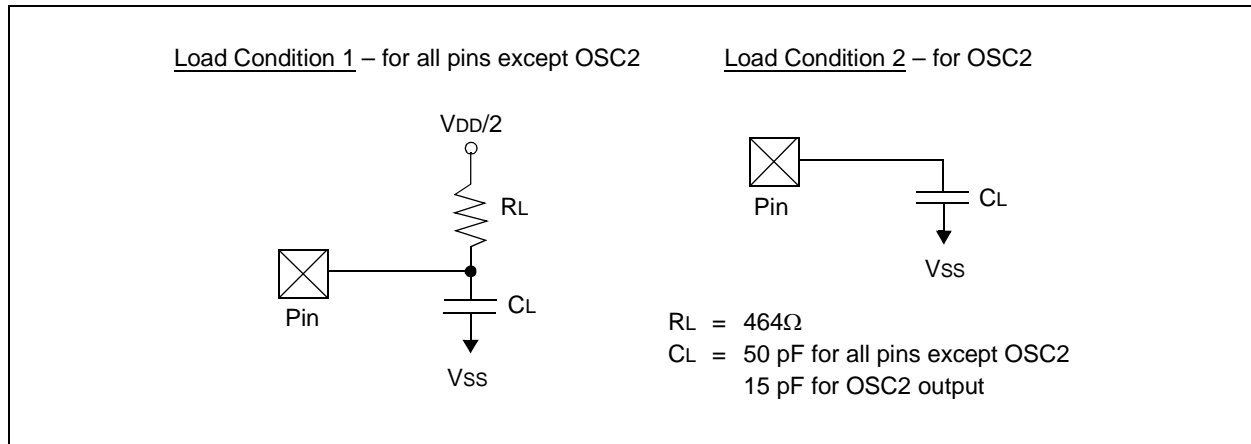 Load Condition 1 – for all pins except OSC2
VDD/2
RL
Pin
CL
VSS
Load Condition 2 – for OSC2
Pin
CL
VSS
RL = 464Ω
CL = 50 pF for all pins except OSC2
15 pF for OSC2 output